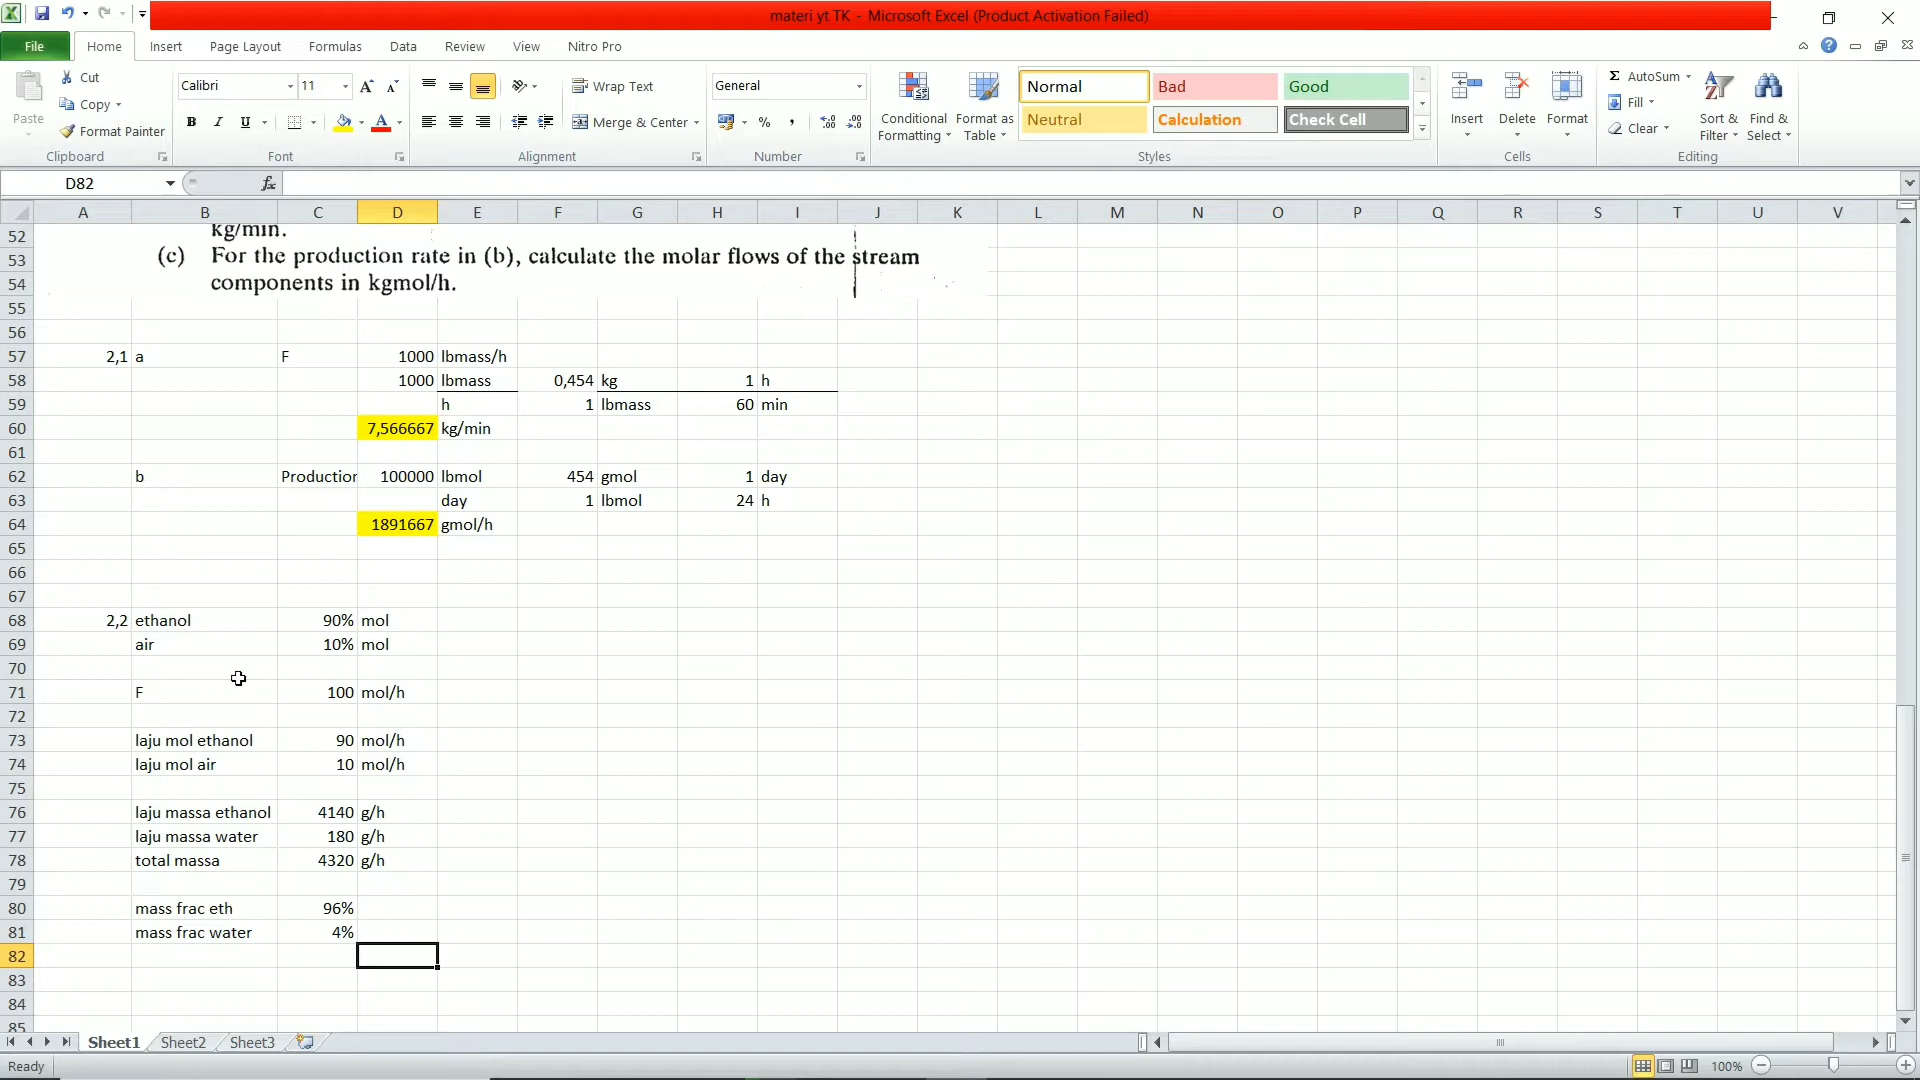 materi yt TK - Microsoft Excel (Product Activation Failed)
File Home Insert Page Layout Formulas Data Review View Nitro Pro
Paste
Cut
Copy
Format Painter
Clipboard
Calibri 11
B I U
Font
Wrap Text
Merge & Center
Alignment
General
Number
Conditional Formatting
Format as Table
Normal Bad Good
Neutral Calculation Check Cell
Styles
Insert Delete Format
Cells
Σ AutoSum
Fill
Clear
Sort & Filter
Find & Select
Editing
D82 fx
A B C D E F G H I J K L M N O P Q R S T U V
52 kg/min.
53 (c) For the production rate in (b), calculate the molar flows of the stream
54 components in kgmol/h.
55
56
57 2,1 a F 1000 lbmass/h
58 1000 lbmass 0,454 kg 1 h
59 h 1 lbmass 60 min
60 7,566667 kg/min
61
62 b Production 100000 lbmol 454 gmol 1 day
63 day 1 lbmol 24 h
64 1891667 gmol/h
65
66
67
68 2,2 ethanol 90% mol
69 air 10% mol
70
71 F 100 mol/h
72
73 laju mol ethanol 90 mol/h
74 laju mol air 10 mol/h
75
76 laju massa ethanol 4140 g/h
77 laju massa water 180 g/h
78 total massa 4320 g/h
79
80 mass frac eth 96%
81 mass frac water 4%
82
83
84
85
Sheet1 Sheet2 Sheet3
Ready 100%